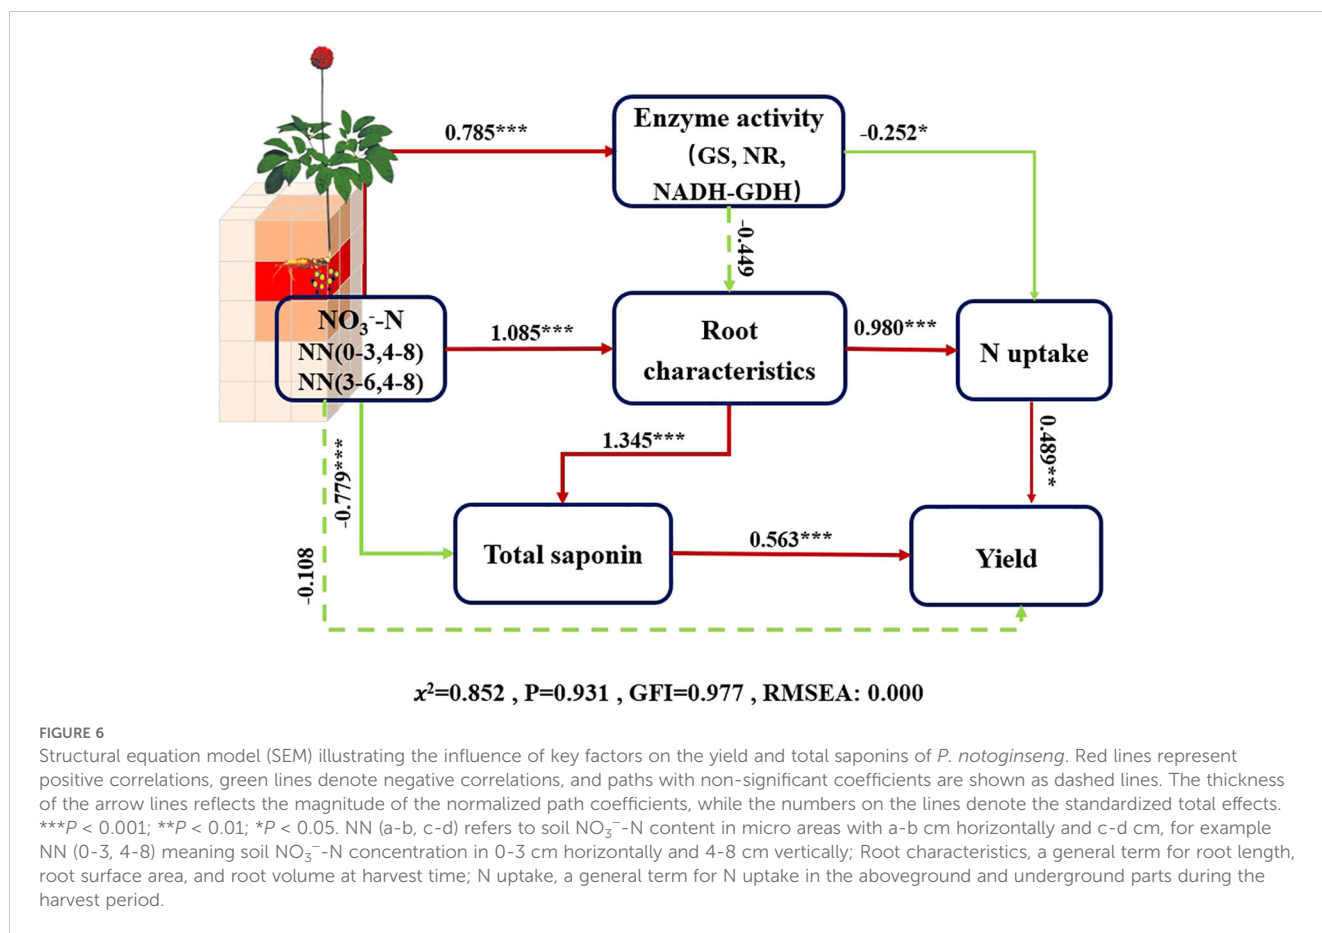 0.785***
Enzyme activity
(GS, NR,
NADH-GDH)
-0.252*
-0.449
NO₃⁻-N
NN(0-3,4-8)
NN(3-6,4-8)
1.085***
Root
characteristics
0.980***
N uptake
1.345***
0.489**
-0.779***
-0.108
Total saponin
0.563***
Yield
x²=0.852 , P=0.931 , GFI=0.977 , RMSEA: 0.000
FIGURE 6
Structural equation model (SEM) illustrating the influence of key factors on the yield and total saponins of P. notoginseng. Red lines represent
positive correlations, green lines denote negative correlations, and paths with non-significant coefficients are shown as dashed lines. The thickness
of the arrow lines reflects the magnitude of the normalized path coefficients, while the numbers on the lines denote the standardized total effects.
***P < 0.001; **P < 0.01; *P < 0.05. NN (a-b, c-d) refers to soil NO₃⁻-N content in micro areas with a-b cm horizontally and c-d cm, for example
NN (0-3, 4-8) meaning soil NO₃⁻-N concentration in 0-3 cm horizontally and 4-8 cm vertically; Root characteristics, a general term for root length,
root surface area, and root volume at harvest time; N uptake, a general term for N uptake in the aboveground and underground parts during the
harvest period.